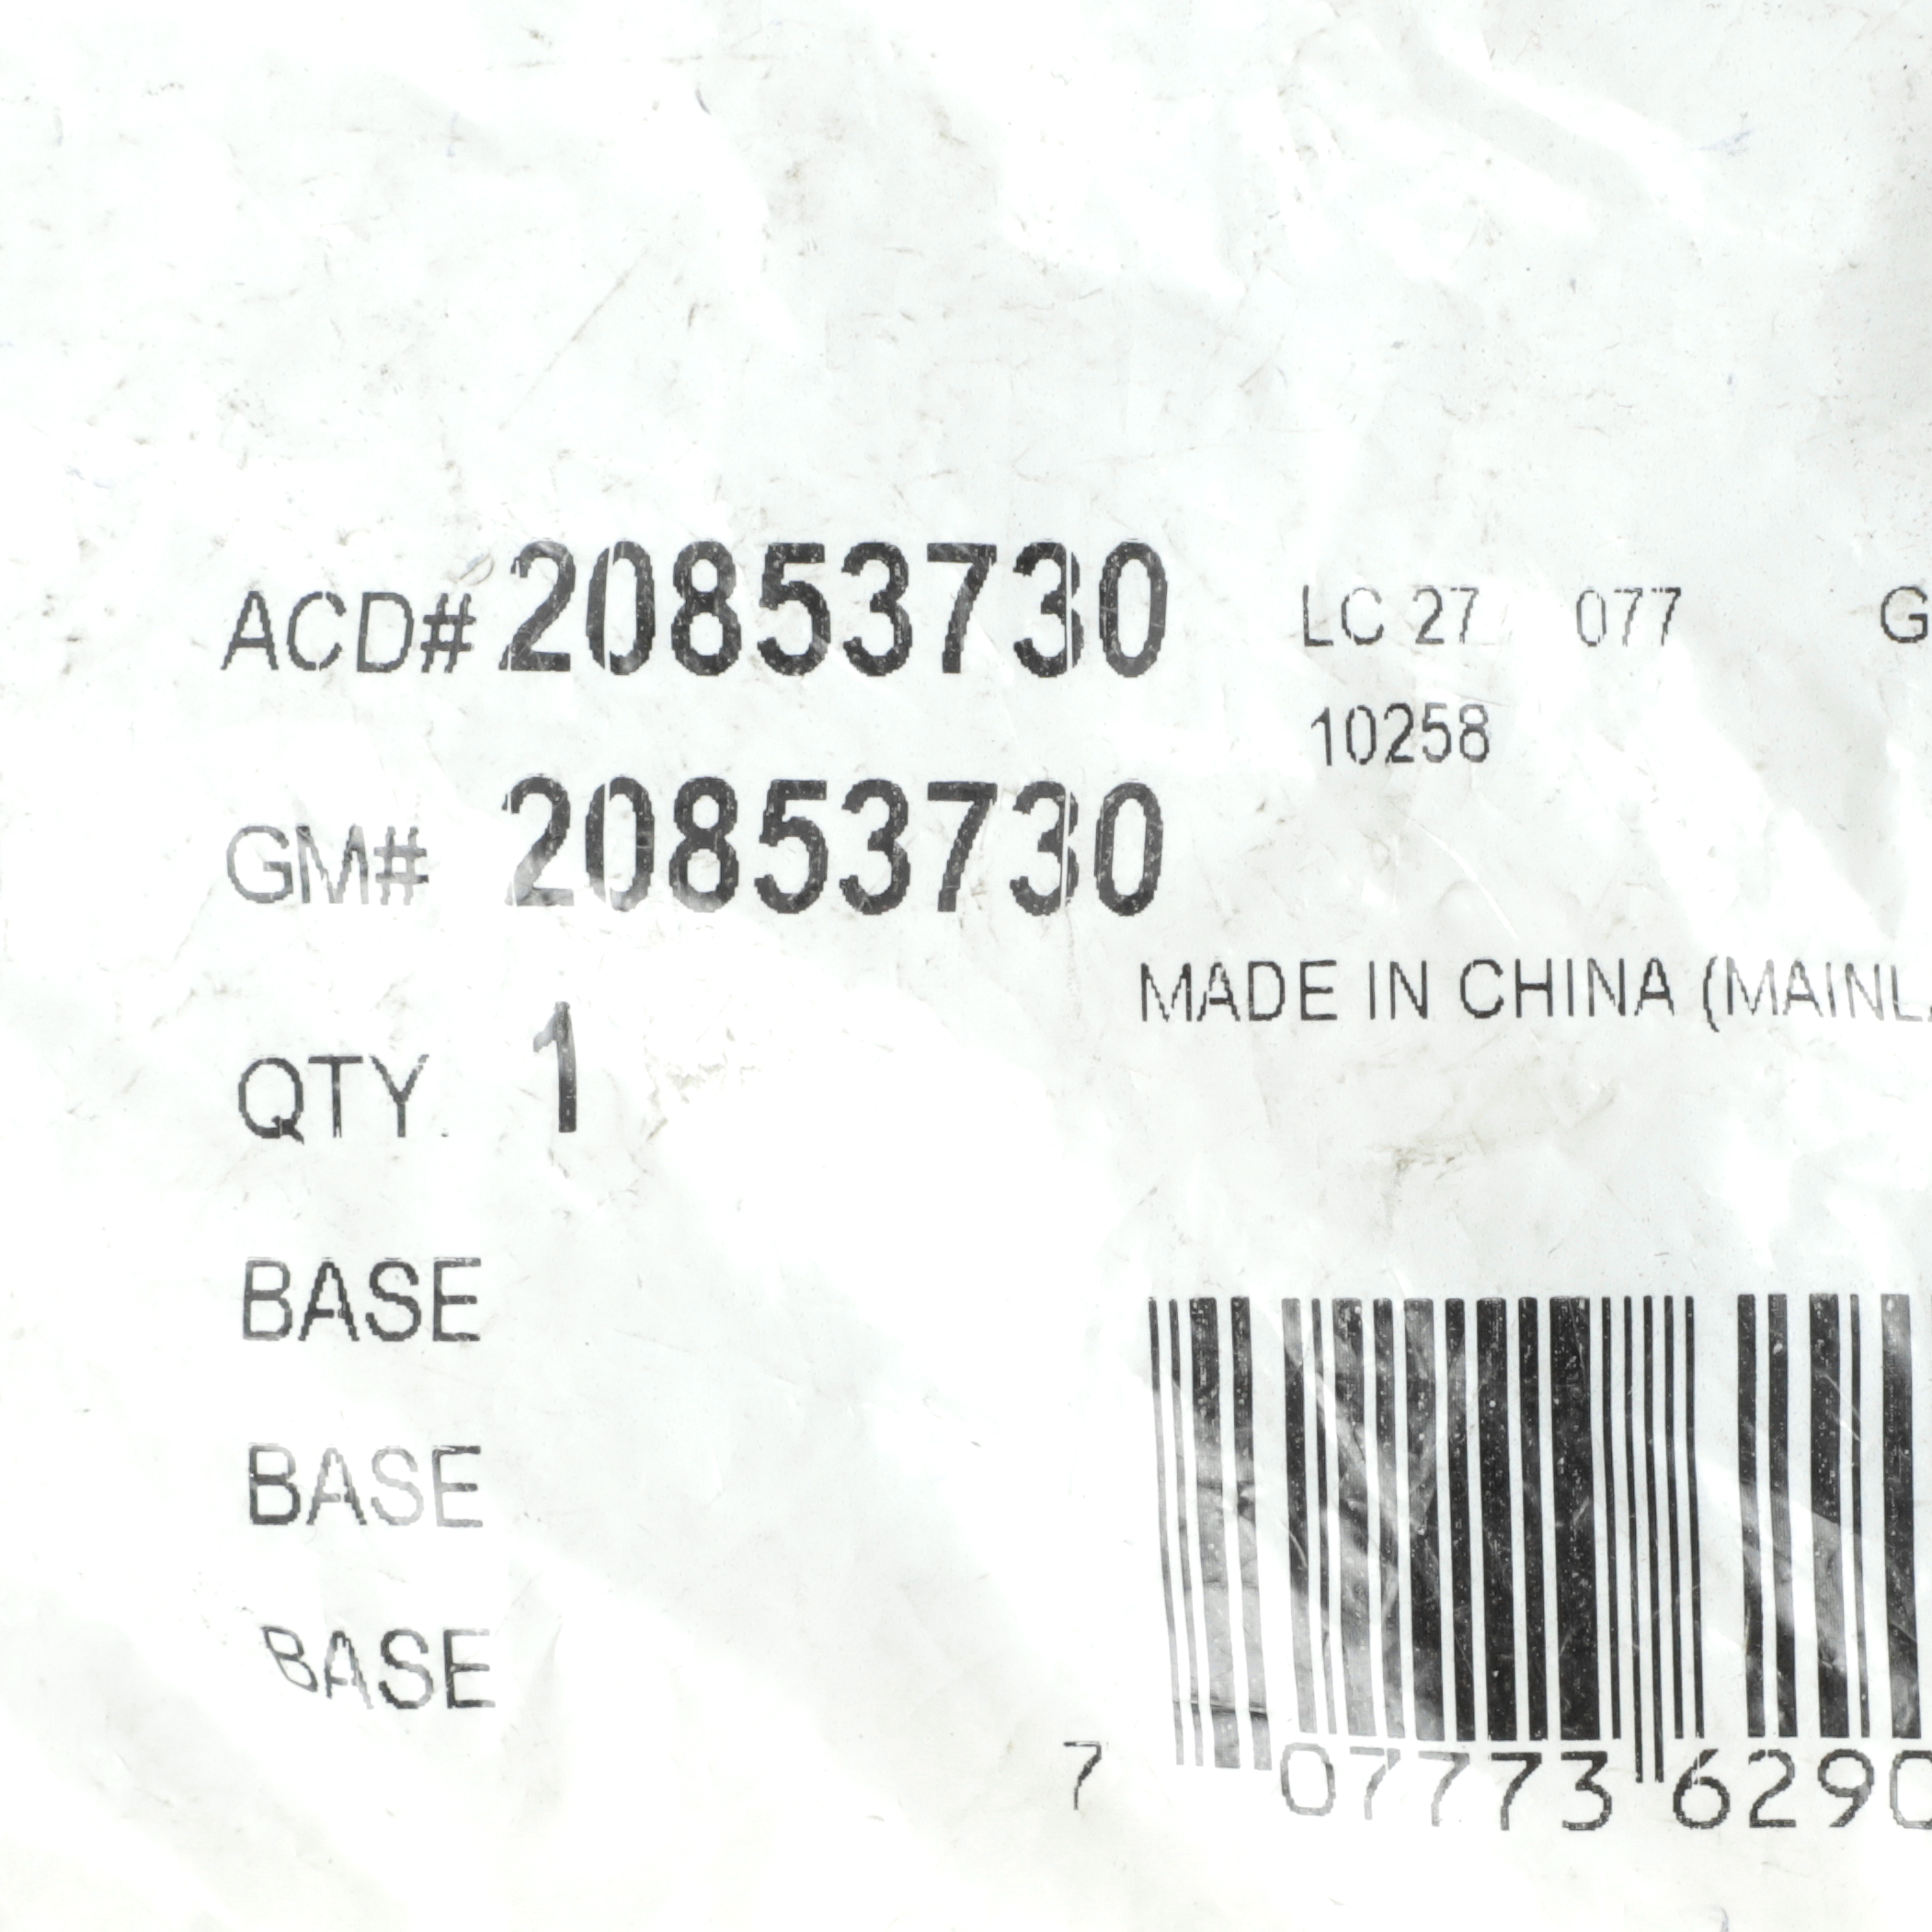 ACD# 20853730
LC 27 077 G
10258
GM# 20853730
MADE IN CHINA (MAINL
QTY. 1
BASE
BASE
BASE
7 07773 6290